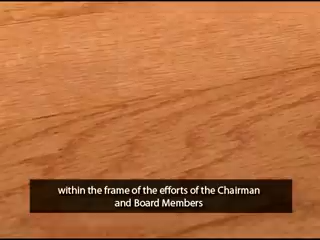 within the frame of the efforts of the Chairman
and Board Members